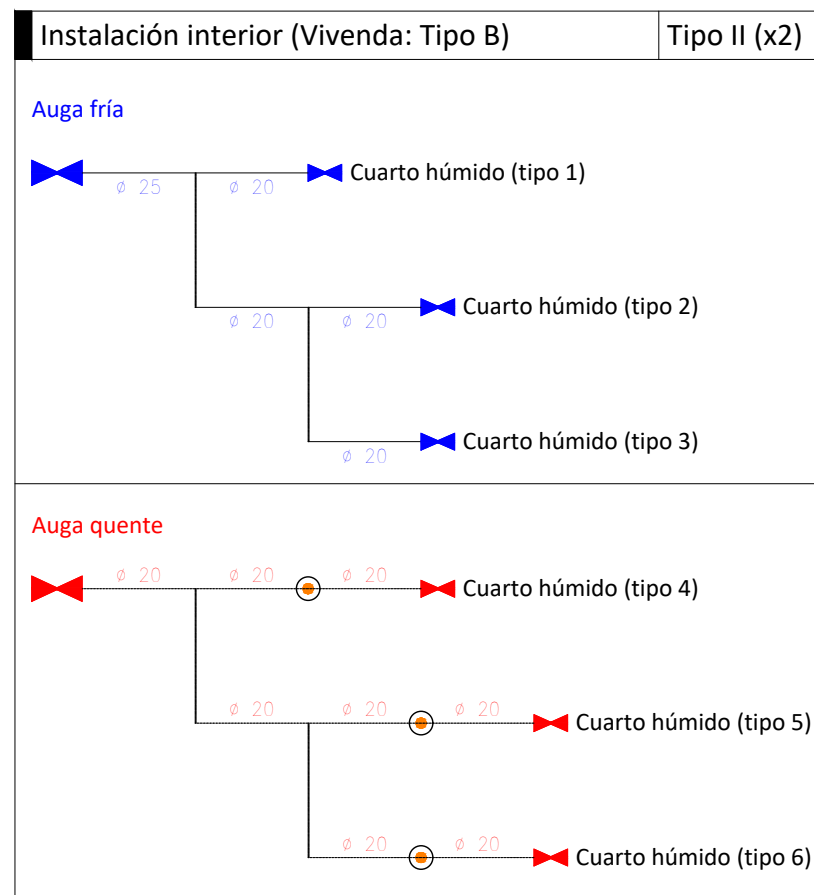 Instalación interior (Vivenda: Tipo B) Tipo II (x2)
Auga fría
Cuarto húmido (tipo 1)
ø 25 ø 20
Cuarto húmido (tipo 2)
ø 20 ø 20
Cuarto húmido (tipo 3)
ø 20
Auga quente
ø 20 ø 20 ø 20
Cuarto húmido (tipo 4)
ø 20 ø 20 ø 20
Cuarto húmido (tipo 5)
ø 20 ø 20
Cuarto húmido (tipo 6)